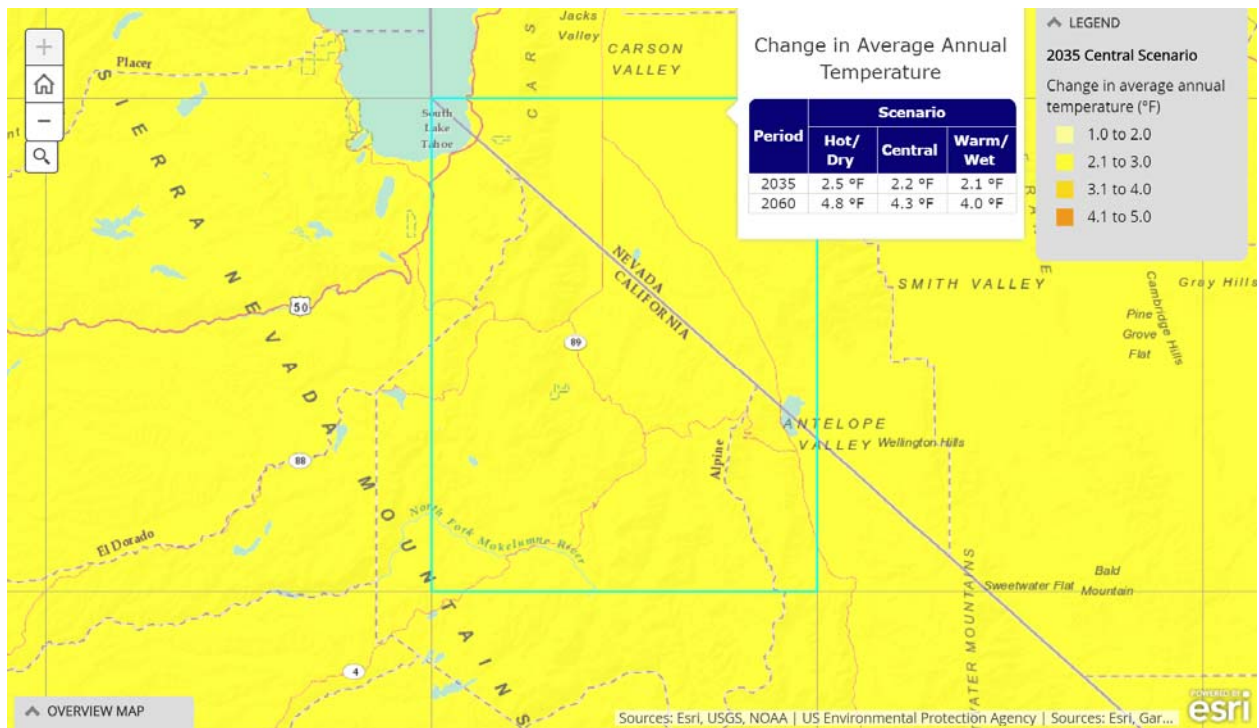 Jacks
Valley
CARSON
VALLEY
CARS
Placer
South
Lake
Tahoe
SIERRA NEVADA MOUNTAINS
50
NEVADA
CALIFORNIA
89
88
El Dorado
North Fork Mokelumne River
Alpine
ANTELOPE
VALLEY
Wellington Hills
SMITH VALLEY
Pine
Grove
Flat
Cambridge Hills
Gray Hills
Sweetwater Flat
Bald
Mountain
WATER MOUNTAINS
4
Change in Average Annual
Temperature
Period Scenario
Hot/ Dry Central Warm/ Wet
2035 2.5 °F 2.2 °F 2.1 °F
2060 4.8 °F 4.3 °F 4.0 °F
LEGEND
2035 Central Scenario
Change in average annual
temperature (°F)
1.0 to 2.0
2.1 to 3.0
3.1 to 4.0
4.1 to 5.0
OVERVIEW MAP
Sources: Esri, USGS, NOAA | US Environmental Protection Agency | Sources: Esri, Gar...
POWERED BY
esri